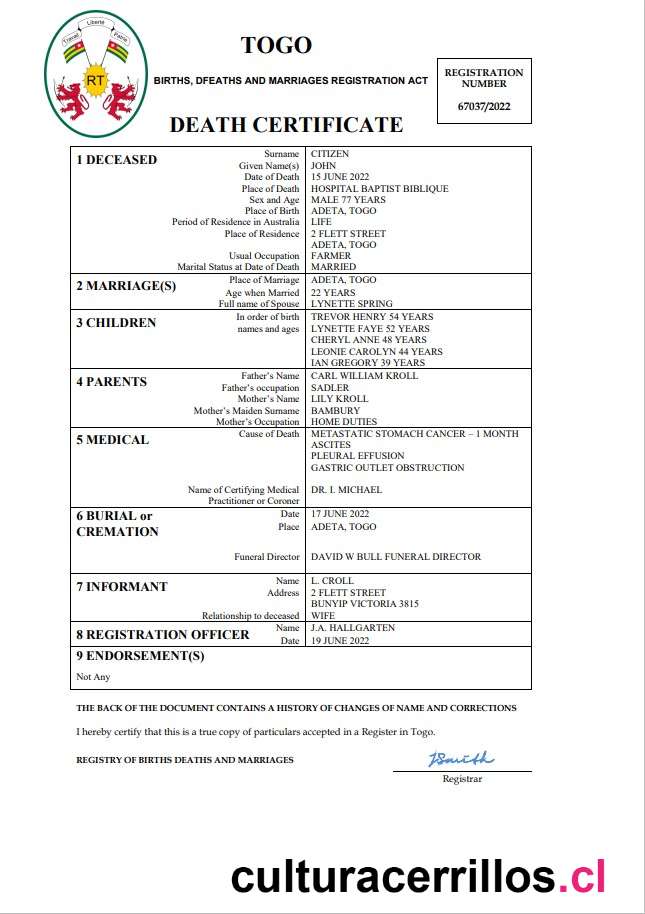 Travail
Liberté
Patrie
RT
TOGO
BIRTHS, DFEATHS AND MARRIAGES REGISTRATION ACT
REGISTRATION
NUMBER
67037/2022
DEATH CERTIFICATE
1 DECEASED
Surname CITIZEN
Given Name(s) JOHN
Date of Death 15 JUNE 2022
Place of Death HOSPITAL BAPTIST BIBLIQUE
Sex and Age MALE 77 YEARS
Place of Birth ADETA, TOGO
Period of Residence in Australia LIFE
Place of Residence 2 FLETT STREET
ADETA, TOGO
Usual Occupation FARMER
Marital Status at Date of Death MARRIED
2 MARRIAGE(S)
Place of Marriage ADETA, TOGO
Age when Married 22 YEARS
Full name of Spouse LYNETTE SPRING
3 CHILDREN
In order of birth TREVOR HENRY 54 YEARS
names and ages LYNETTE FAYE 52 YEARS
CHERYL ANNE 48 YEARS
LEONIE CAROLYN 44 YEARS
IAN GREGORY 39 YEARS
4 PARENTS
Father's Name CARL WILLIAM KROLL
Father's occupation SADLER
Mother's Name LILY KROLL
Mother's Maiden Surname BAMBURY
Mother's Occupation HOME DUTIES
5 MEDICAL
Cause of Death METASTATIC STOMACH CANCER – 1 MONTH
ASCITES
PLEURAL EFFUSION
GASTRIC OUTLET OBSTRUCTION
Name of Certifying Medical DR. I. MICHAEL
Practitioner or Coroner
6 BURIAL or
CREMATION
Date 17 JUNE 2022
Place ADETA, TOGO
Funeral Director DAVID W BULL FUNERAL DIRECTOR
7 INFORMANT
Name L. CROLL
Address 2 FLETT STREET
BUNYIP VICTORIA 3815
Relationship to deceased WIFE
8 REGISTRATION OFFICER
Name J.A. HALLGARTEN
Date 19 JUNE 2022
9 ENDORSEMENT(S)
Not Any
THE BACK OF THE DOCUMENT CONTAINS A HISTORY OF CHANGES OF NAME AND CORRECTIONS
I hereby certify that this is a true copy of particulars accepted in a Register in Togo.
REGISTRY OF BIRTHS DEATHS AND MARRIAGES
JSmith
Registrar
culturacerrillos.cl